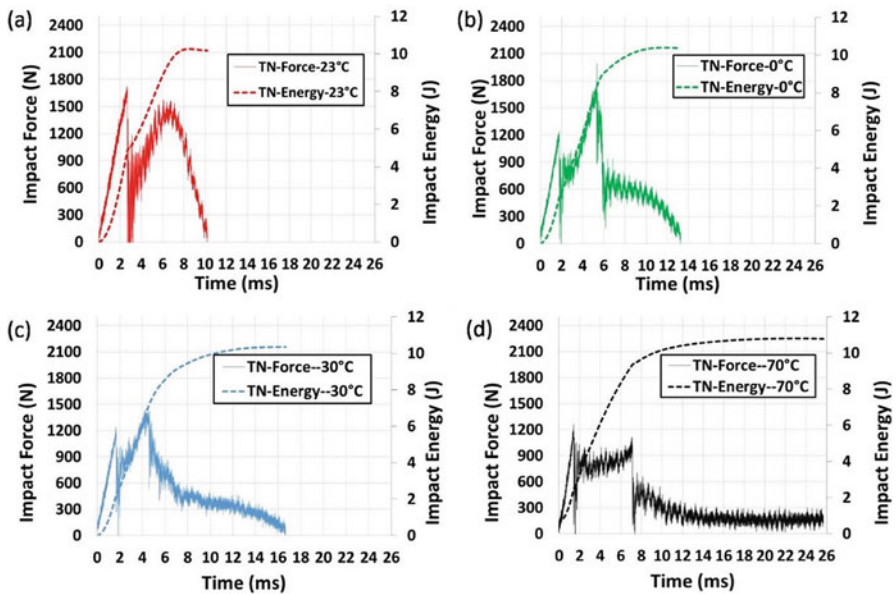 (a)
Impact Force (N)
2400
2100
1800
1500
1200
900
600
300
0
TN-Force-23°C
TN-Energy-23°C
12
10
8
6
4
2
0
Impact Energy (J)
0 2 4 6 8 10 12 14 16 18 20 22 24 26
Time (ms)
(b)
Impact Force (N)
2400
2100
1800
1500
1200
900
600
300
0
TN-Force-0°C
TN-Energy-0°C
12
10
8
6
4
2
0
Impact Energy (J)
0 2 4 6 8 10 12 14 16 18 20 22 24 26
Time (ms)
(c)
Impact Force (N)
2400
2100
1800
1500
1200
900
600
300
0
TN-Force--30°C
TN-Energy--30°C
12
10
8
6
4
2
0
Impact Energy (J)
0 2 4 6 8 10 12 14 16 18 20 22 24 26
Time (ms)
(d)
Impact Force (N)
2400
2100
1800
1500
1200
900
600
300
0
TN-Force--70°C
TN-Energy--70°C
12
10
8
6
4
2
0
Impact Energy (J)
0 2 4 6 8 10 12 14 16 18 20 22 24 26
Time (ms)